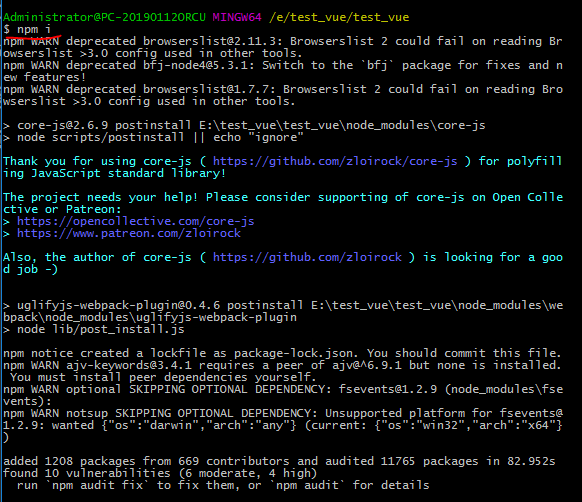 Administrator@PC-20190112ORCU MINGW64 /e/test_vue/test_vue
$ npm i
npm WARN deprecated browserslist@2.11.3: Browserslist 2 could fail on reading Br
owserslist >3.0 config used in other tools.
npm WARN deprecated bfj-node4@5.3.1: Switch to the `bfj` package for fixes and n
ew features!
npm WARN deprecated browserslist@1.7.7: Browserslist 2 could fail on reading Bro
wserslist >3.0 config used in other tools.
> core-js@2.6.9 postinstall E:\test_vue\test_vue\node_modules\core-js
> node scripts/postinstall || echo "ignore"
Thank you for using core-js ( https://github.com/zloirock/core-js ) for polyfill
ing JavaScript standard library!
The project needs your help! Please consider supporting of core-js on Open Colle
ctive or Patreon:
> https://opencollective.com/core-js
> https://www.patreon.com/zloirock
Also, the author of core-js ( https://github.com/zloirock ) is looking for a goo
d job -)
> uglifyjs-webpack-plugin@0.4.6 postinstall E:\test_vue\test_vue\node_modules\we
bpack\node_modules\uglifyjs-webpack-plugin
> node lib/post_install.js
npm notice created a lockfile as package-lock.json. You should commit this file.
npm WARN ajv-keywords@3.4.1 requires a peer of ajv@^6.9.1 but none is installed.
You must install peer dependencies yourself.
npm WARN optional SKIPPING OPTIONAL DEPENDENCY: fsevents@1.2.9 (node_modules\fse
vents):
npm WARN notsup SKIPPING OPTIONAL DEPENDENCY: Unsupported platform for fsevents@
1.2.9: wanted {"os":"darwin","arch":"any"} (current: {"os":"win32","arch":"x64"}
)
added 1208 packages from 669 contributors and audited 11765 packages in 82.952s
found 10 vulnerabilities (6 moderate, 4 high)
run `npm audit fix` to fix them, or `npm audit` for details